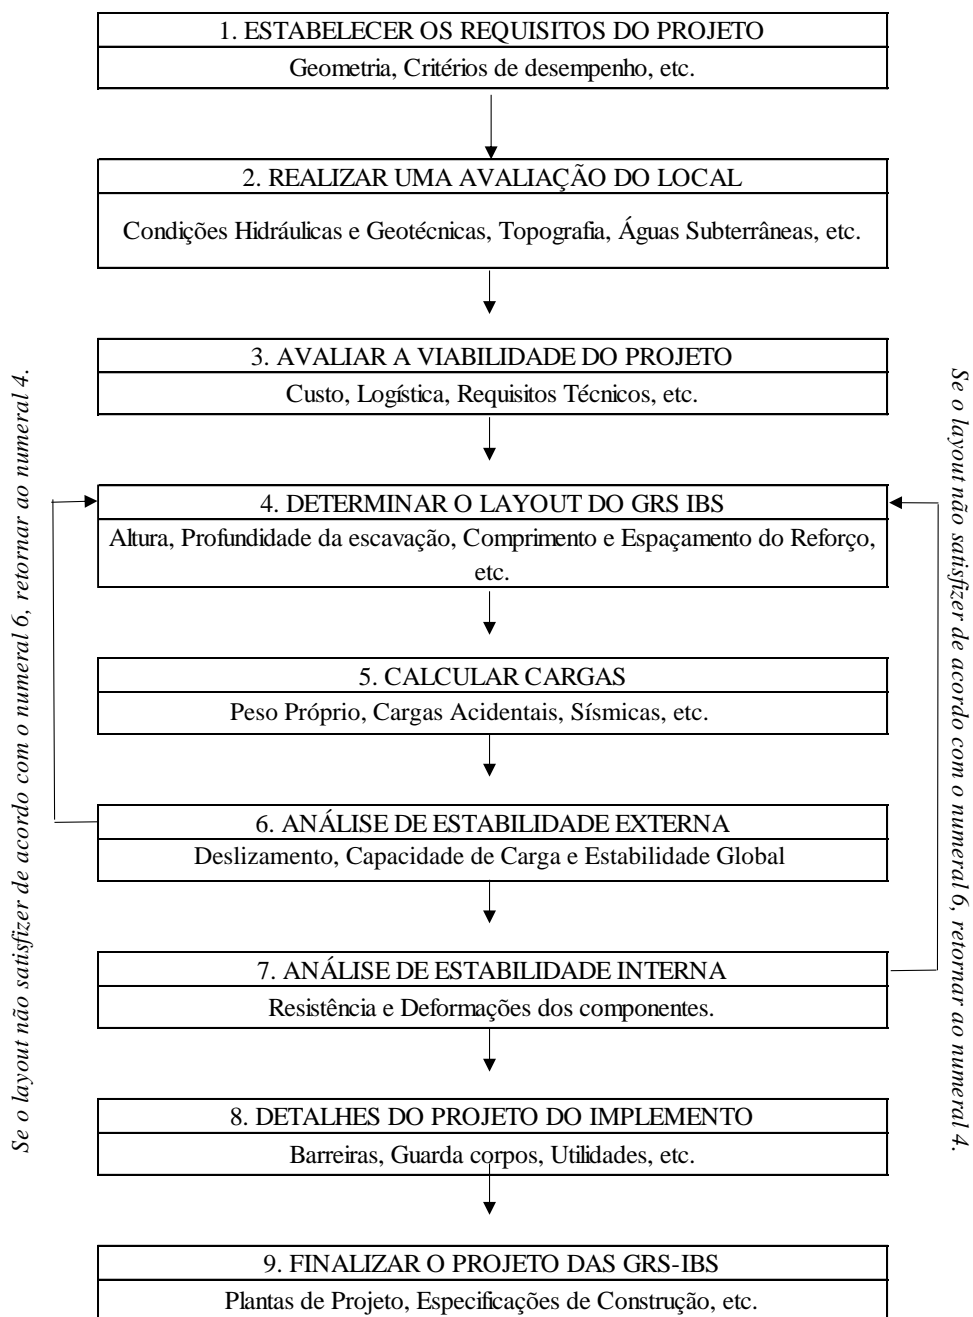 1. ESTABELECER OS REQUISITOS DO PROJETO
Geometria, Critérios de desempenho, etc.
2. REALIZAR UMA AVALIAÇÃO DO LOCAL
Condições Hidráulicas e Geotécnicas, Topografia, Águas Subterrâneas, etc.
3. AVALIAR A VIABILIDADE DO PROJETO
Custo, Logística, Requisitos Técnicos, etc.
4. DETERMINAR O LAYOUT DO GRS IBS
Altura, Profundidade da escavação, Comprimento e Espaçamento do Reforço,
etc.
5. CALCULAR CARGAS
Peso Próprio, Cargas Acidentais, Sísmicas, etc.
6. ANÁLISE DE ESTABILIDADE EXTERNA
Deslizamento, Capacidade de Carga e Estabilidade Global
7. ANÁLISE DE ESTABILIDADE INTERNA
Resistência e Deformações dos componentes.
8. DETALHES DO PROJETO DO IMPLEMENTO
Barreiras, Guarda corpos, Utilidades, etc.
9. FINALIZAR O PROJETO DAS GRS-IBS
Plantas de Projeto, Especificações de Construção, etc.
Se o layout não satisfizer de acordo com o numeral 6, retornar ao numeral 4.
Se o layout não satisfizer de acordo com o numeral 6, retornar ao numeral 4.